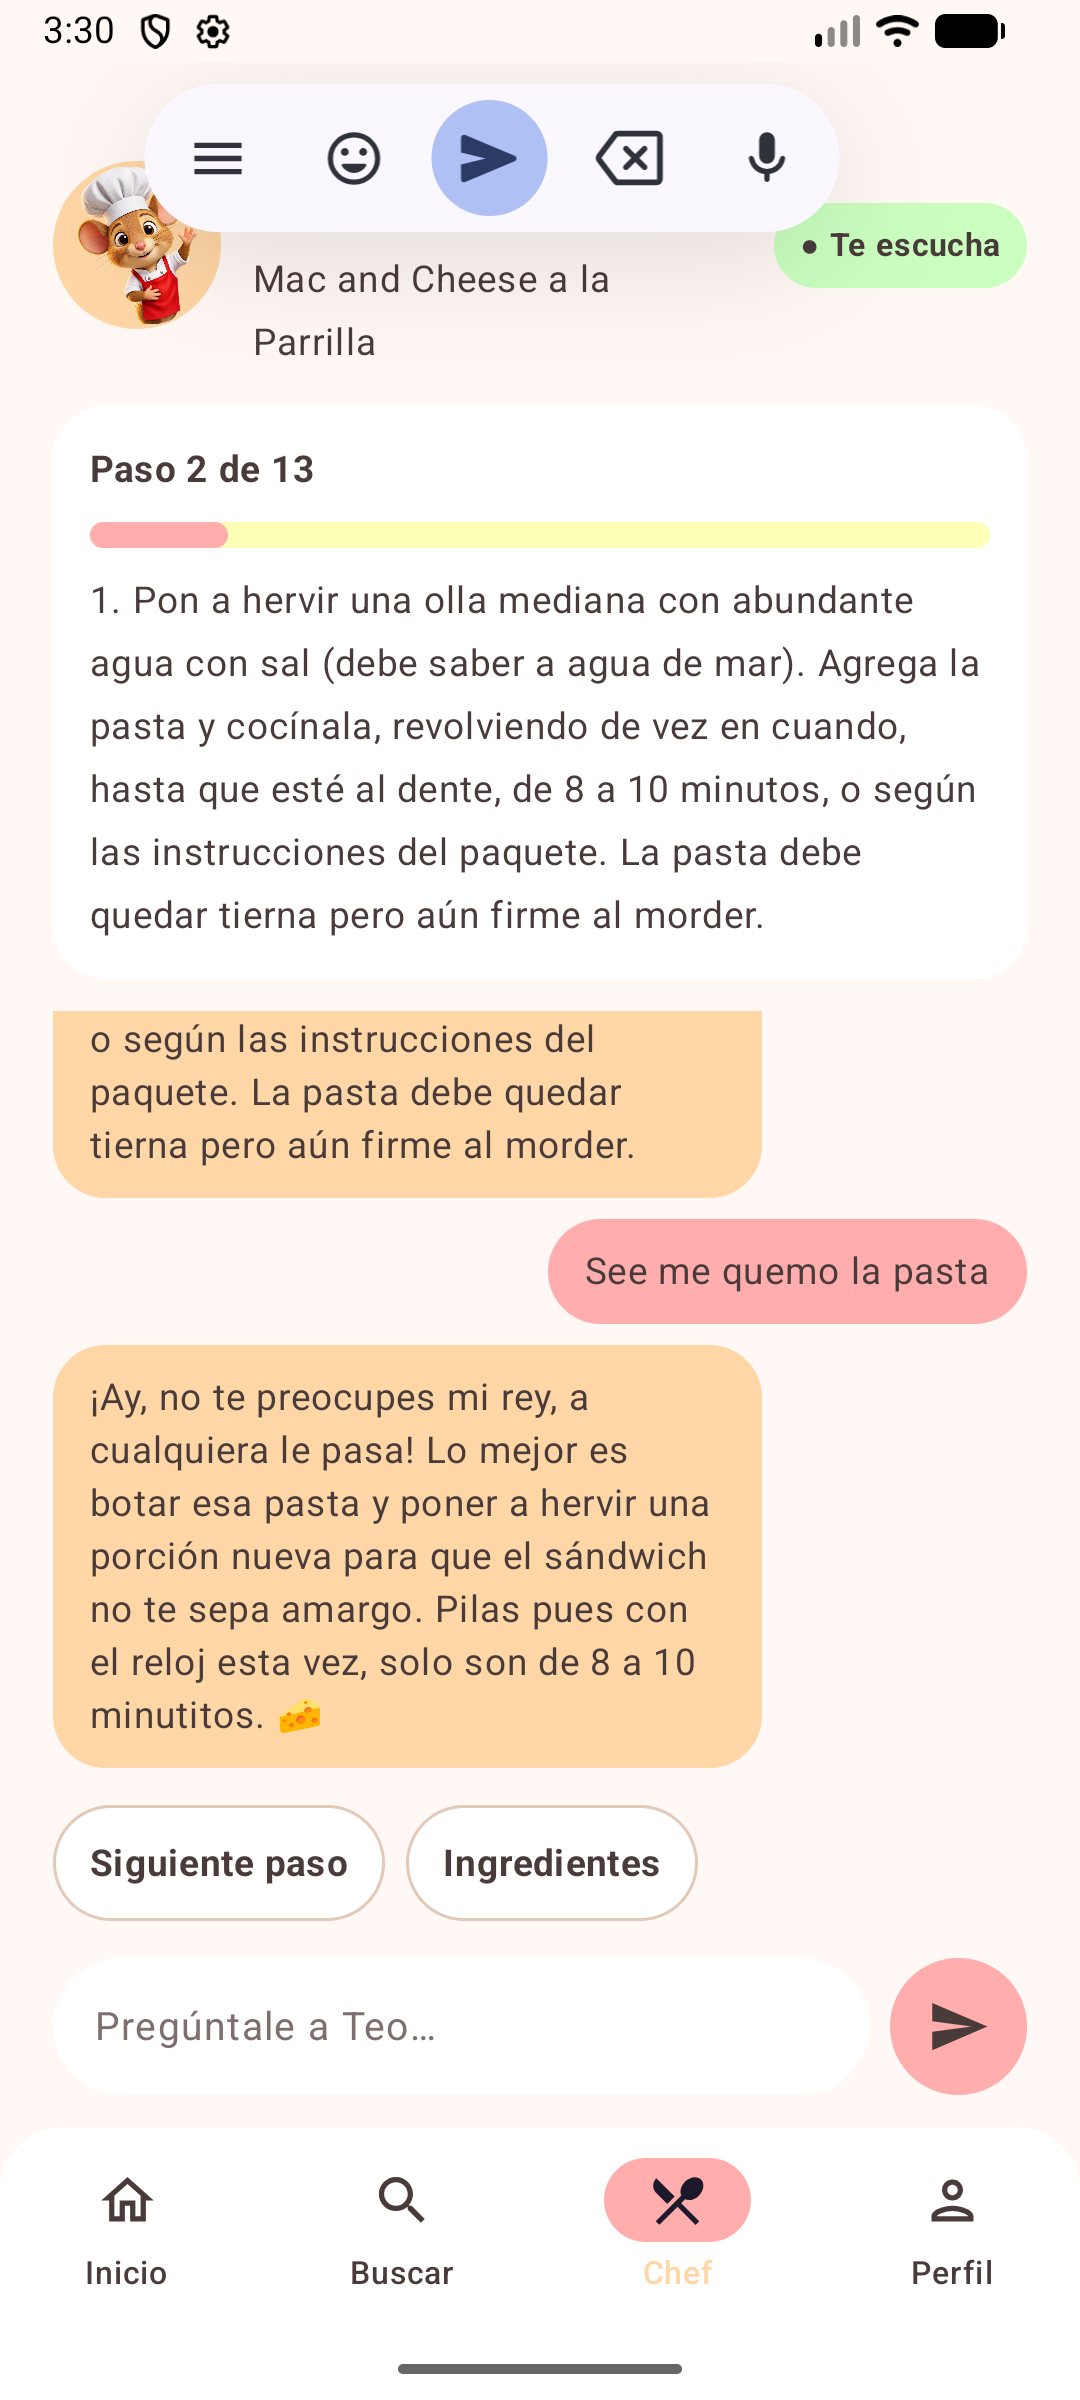 3:30
● Te escucha
Mac and Cheese a la
Parrilla
Paso 2 de 13
1. Pon a hervir una olla mediana con abundante
agua con sal (debe saber a agua de mar). Agrega la
pasta y cocínala, revolviendo de vez en cuando,
hasta que esté al dente, de 8 a 10 minutos, o según
las instrucciones del paquete. La pasta debe
quedar tierna pero aún firme al morder.
o según las instrucciones del
paquete. La pasta debe quedar
tierna pero aún firme al morder.
See me quemo la pasta
¡Ay, no te preocupes mi rey, a
cualquiera le pasa! Lo mejor es
botar esa pasta y poner a hervir una
porción nueva para que el sándwich
no te sepa amargo. Pilas pues con
el reloj esta vez, solo son de 8 a 10
minutitos. 🧀
Siguiente paso
Ingredientes
Pregúntale a Teo...
Inicio
Buscar
Chef
Perfil